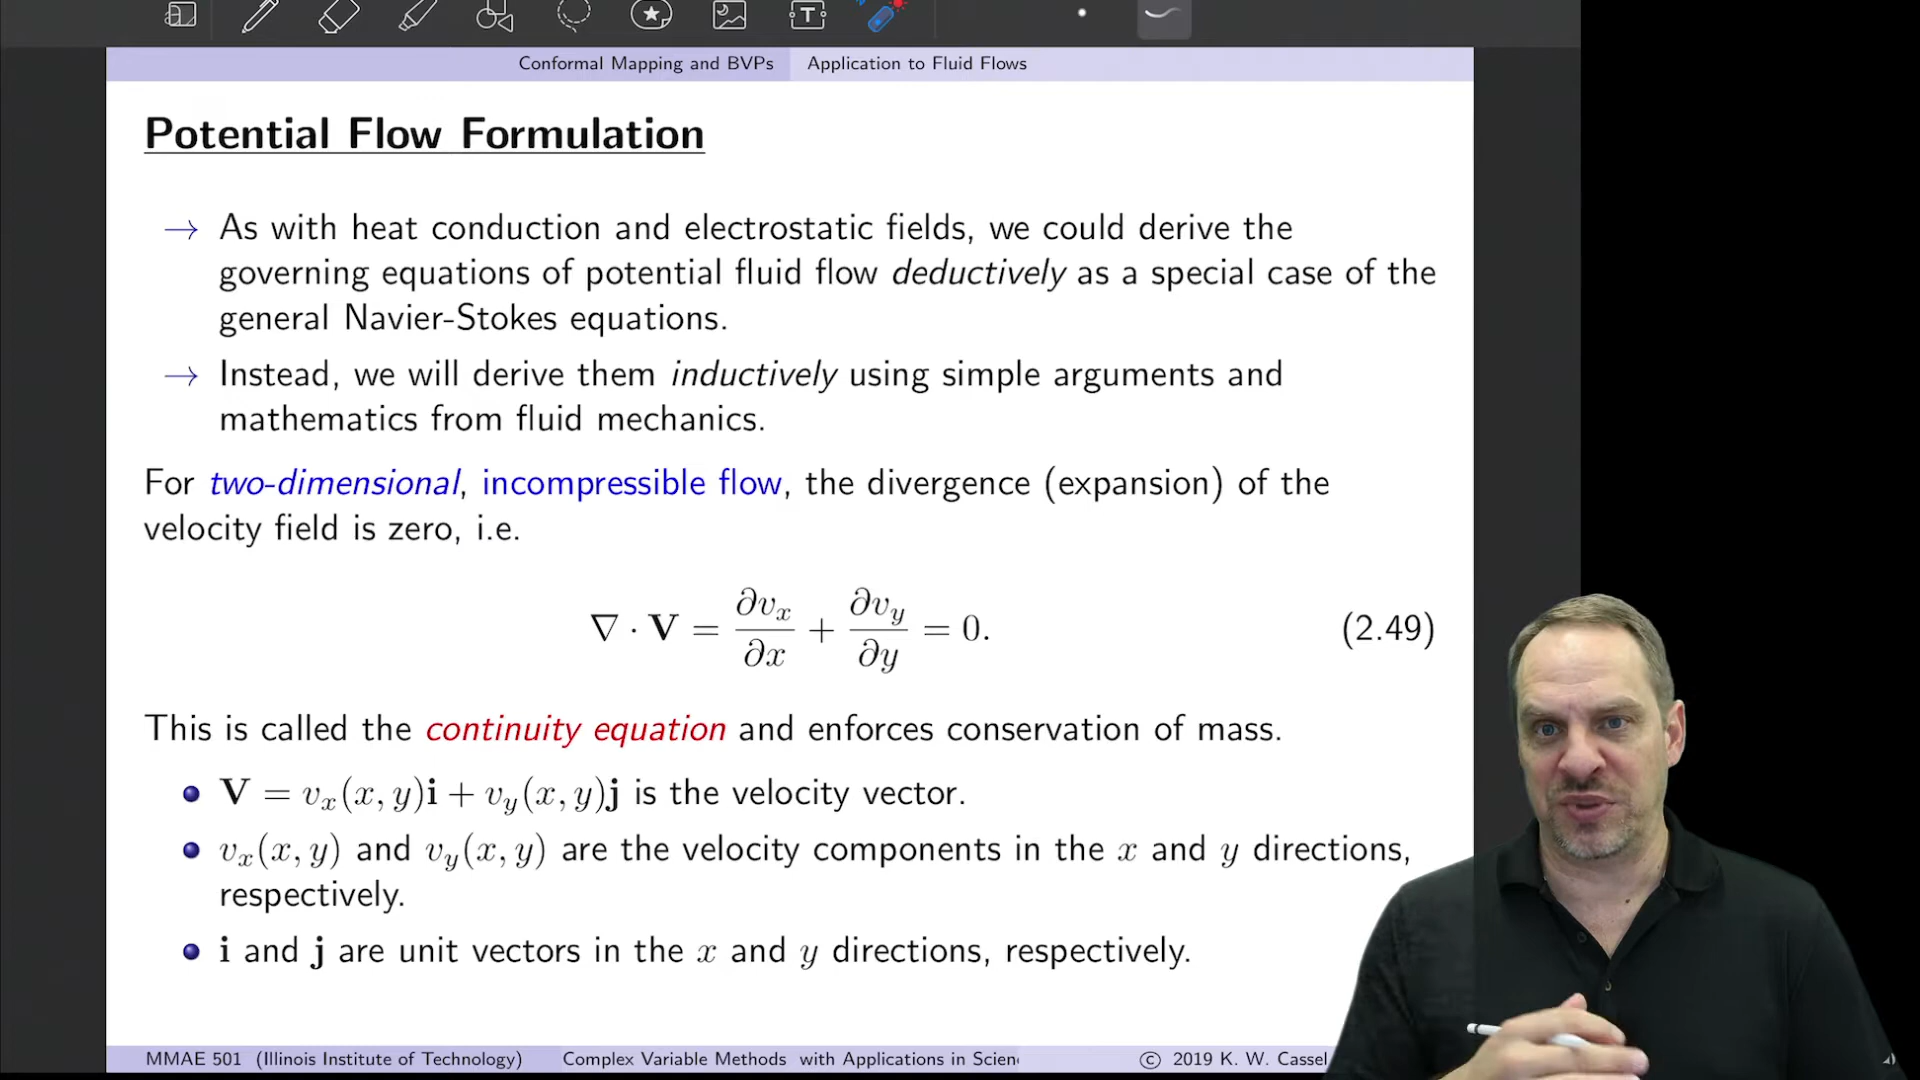 Conformal Mapping and BVPs Application to Fluid Flows
Potential Flow Formulation
→ As with heat conduction and electrostatic fields, we could derive the
governing equations of potential fluid flow deductively as a special case of the
general Navier-Stokes equations.
→ Instead, we will derive them inductively using simple arguments and
mathematics from fluid mechanics.
For two-dimensional, incompressible flow, the divergence (expansion) of the
velocity field is zero, i.e.
∇ · V = ∂vₓ/∂x + ∂v_y/∂y = 0. (2.49)
This is called the continuity equation and enforces conservation of mass.
• V = vₓ(x, y)i + v_y(x, y)j is the velocity vector.
• vₓ(x, y) and v_y(x, y) are the velocity components in the x and y directions,
respectively.
• i and j are unit vectors in the x and y directions, respectively.
MMAE 501 (Illinois Institute of Technology) Complex Variable Methods with Applications in © 2019 K. W. Cassel